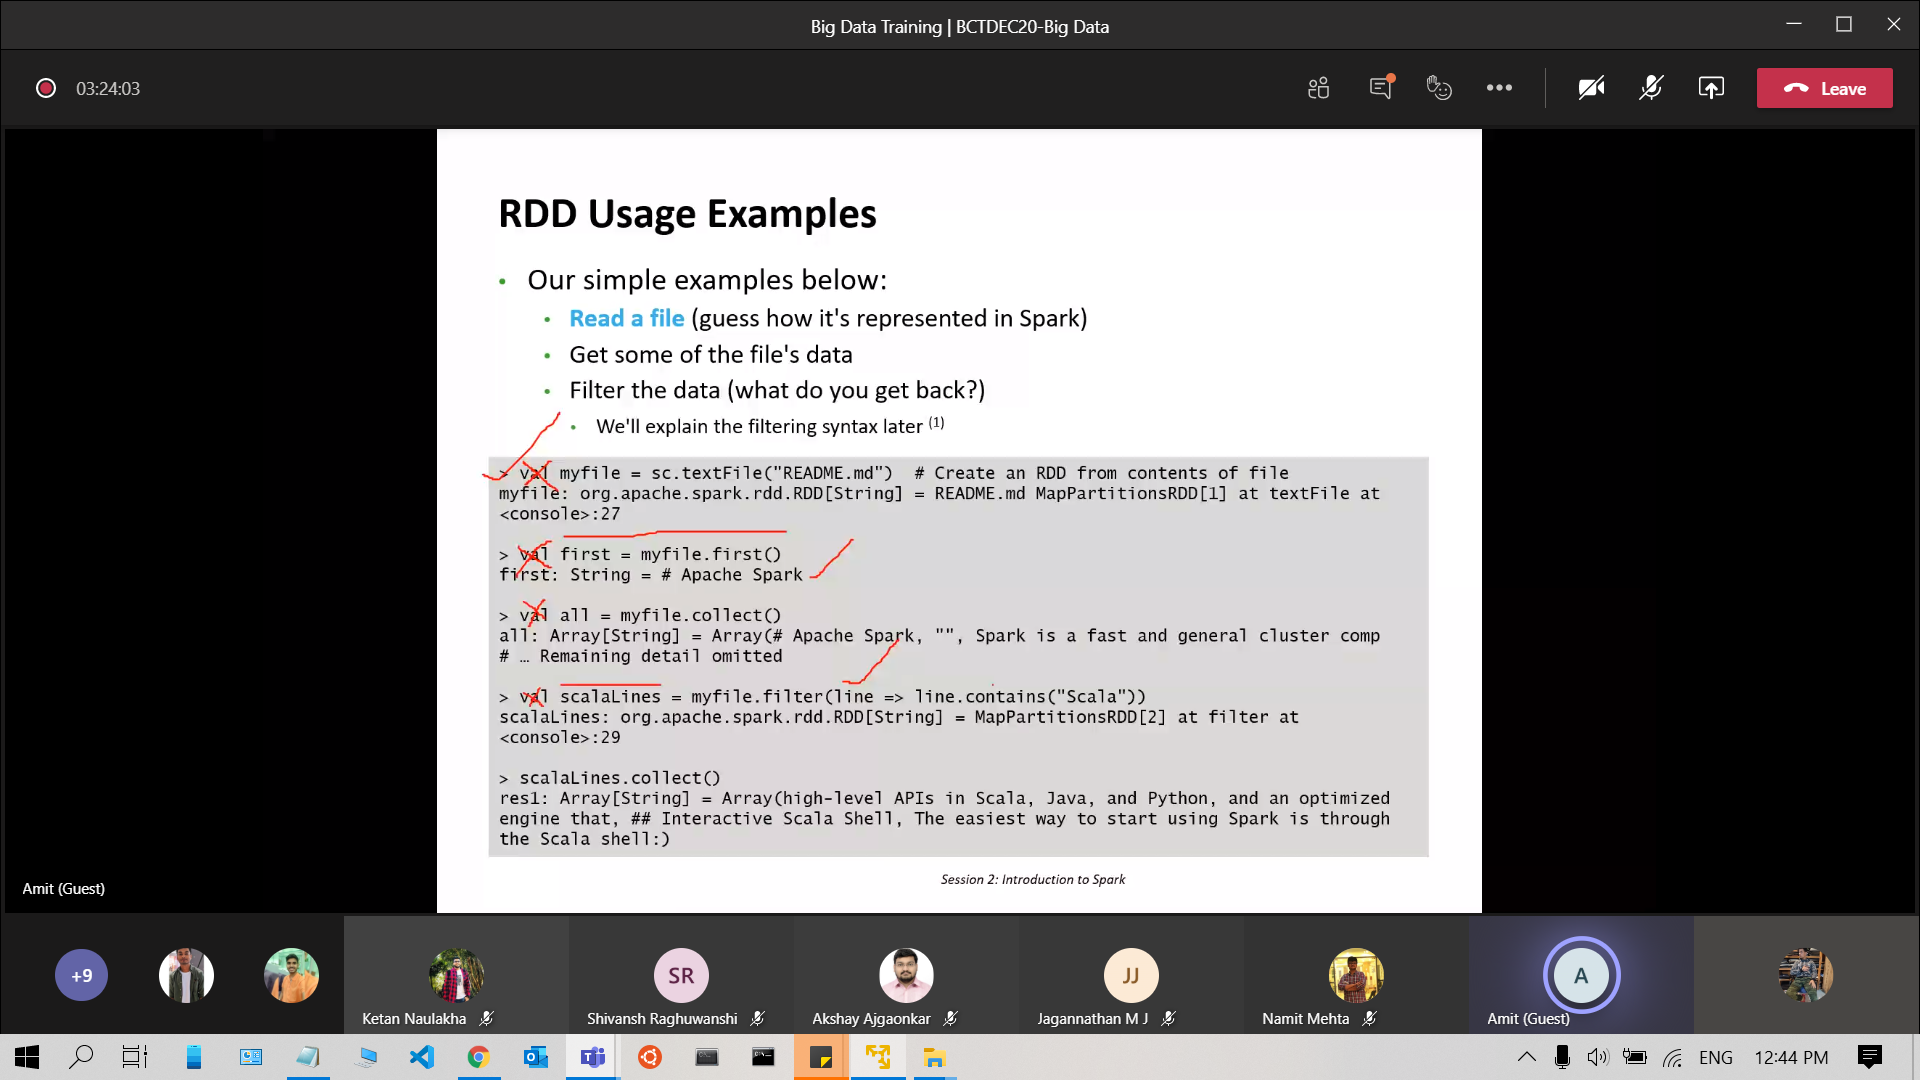 Big Data Training | BCTDEC20-Big Data
03:24:03
Leave
RDD Usage Examples
• Our simple examples below:
• Read a file (guess how it's represented in Spark)
• Get some of the file's data
• Filter the data (what do you get back?)
• We'll explain the filtering syntax later (1)
> val myfile = sc.textFile("README.md")  # Create an RDD from contents of file
myfile: org.apache.spark.rdd.RDD[String] = README.md MapPartitionsRDD[1] at textFile at
<console>:27
> val first = myfile.first()
first: String = # Apache Spark
> val all = myfile.collect()
all: Array[String] = Array(# Apache Spark, "", Spark is a fast and general cluster comp
# … Remaining detail omitted
> val scalaLines = myfile.filter(line => line.contains("Scala"))
scalaLines: org.apache.spark.rdd.RDD[String] = MapPartitionsRDD[2] at filter at
<console>:29
> scalaLines.collect()
res1: Array[String] = Array(high-level APIs in Scala, Java, and Python, and an optimized
engine that, ## Interactive Scala Shell, The easiest way to start using Spark is through
the Scala shell:)
Session 2: Introduction to Spark
Amit (Guest)
+9
SR
JJ
A
Ketan Naulakha
Shivansh Raghuwanshi
Akshay Ajgaonkar
Jagannathan M J
Namit Mehta
Amit (Guest)
ENG
12:44 PM